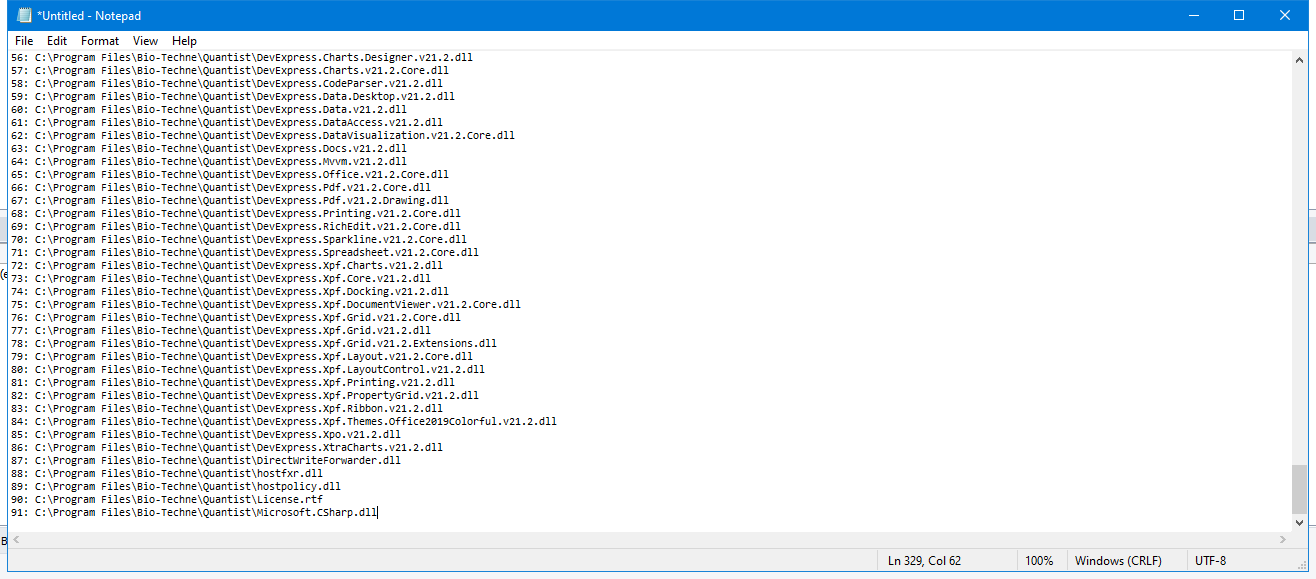 *Untitled - Notepad
File Edit Format View Help
56: C:\Program Files\Bio-Techne\Quantist\DevExpress.Charts.Designer.v21.2.dll
57: C:\Program Files\Bio-Techne\Quantist\DevExpress.Charts.v21.2.Core.dll
58: C:\Program Files\Bio-Techne\Quantist\DevExpress.CodeParser.v21.2.dll
59: C:\Program Files\Bio-Techne\Quantist\DevExpress.Data.Desktop.v21.2.dll
60: C:\Program Files\Bio-Techne\Quantist\DevExpress.Data.v21.2.dll
61: C:\Program Files\Bio-Techne\Quantist\DevExpress.DataAccess.v21.2.dll
62: C:\Program Files\Bio-Techne\Quantist\DevExpress.DataVisualization.v21.2.Core.dll
63: C:\Program Files\Bio-Techne\Quantist\DevExpress.Docs.v21.2.dll
64: C:\Program Files\Bio-Techne\Quantist\DevExpress.Mvvm.v21.2.dll
65: C:\Program Files\Bio-Techne\Quantist\DevExpress.Office.v21.2.Core.dll
66: C:\Program Files\Bio-Techne\Quantist\DevExpress.Pdf.v21.2.Core.dll
67: C:\Program Files\Bio-Techne\Quantist\DevExpress.Pdf.v21.2.Drawing.dll
68: C:\Program Files\Bio-Techne\Quantist\DevExpress.Printing.v21.2.Core.dll
69: C:\Program Files\Bio-Techne\Quantist\DevExpress.RichEdit.v21.2.Core.dll
70: C:\Program Files\Bio-Techne\Quantist\DevExpress.Sparkline.v21.2.Core.dll
71: C:\Program Files\Bio-Techne\Quantist\DevExpress.Spreadsheet.v21.2.Core.dll
72: C:\Program Files\Bio-Techne\Quantist\DevExpress.Xpf.Charts.v21.2.dll
73: C:\Program Files\Bio-Techne\Quantist\DevExpress.Xpf.Core.v21.2.dll
74: C:\Program Files\Bio-Techne\Quantist\DevExpress.Xpf.Docking.v21.2.dll
75: C:\Program Files\Bio-Techne\Quantist\DevExpress.Xpf.DocumentViewer.v21.2.Core.dll
76: C:\Program Files\Bio-Techne\Quantist\DevExpress.Xpf.Grid.v21.2.Core.dll
77: C:\Program Files\Bio-Techne\Quantist\DevExpress.Xpf.Grid.v21.2.dll
78: C:\Program Files\Bio-Techne\Quantist\DevExpress.Xpf.Grid.v21.2.Extensions.dll
79: C:\Program Files\Bio-Techne\Quantist\DevExpress.Xpf.Layout.v21.2.Core.dll
80: C:\Program Files\Bio-Techne\Quantist\DevExpress.Xpf.LayoutControl.v21.2.dll
81: C:\Program Files\Bio-Techne\Quantist\DevExpress.Xpf.Printing.v21.2.dll
82: C:\Program Files\Bio-Techne\Quantist\DevExpress.Xpf.PropertyGrid.v21.2.dll
83: C:\Program Files\Bio-Techne\Quantist\DevExpress.Xpf.Ribbon.v21.2.dll
84: C:\Program Files\Bio-Techne\Quantist\DevExpress.Xpf.Themes.Office2019Colorful.v21.2.dll
85: C:\Program Files\Bio-Techne\Quantist\DevExpress.Xpo.v21.2.dll
86: C:\Program Files\Bio-Techne\Quantist\DevExpress.XtraCharts.v21.2.dll
87: C:\Program Files\Bio-Techne\Quantist\DirectWriteForwarder.dll
88: C:\Program Files\Bio-Techne\Quantist\hostfxr.dll
89: C:\Program Files\Bio-Techne\Quantist\hostpolicy.dll
90: C:\Program Files\Bio-Techne\Quantist\License.rtf
91: C:\Program Files\Bio-Techne\Quantist\Microsoft.CSharp.dll
Ln 329, Col 62 100% Windows (CRLF) UTF-8